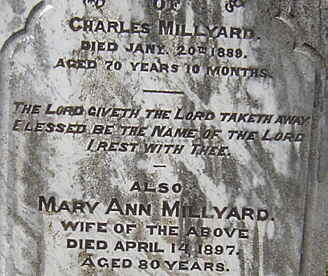 OF
CHARLES MILLYARD.
DIED JANY. 20TH 1889.
AGED 70 YEARS 10 MONTHS.
THE LORD GIVETH THE LORD TAKETH AWAY
BLESSED BE THE NAME OF THE LORD
I REST WITH THEE.
ALSO
MARY ANN MILLYARD.
WIFE OF THE ABOVE
DIED APRIL 14 1897.
AGED 80 YEARS.